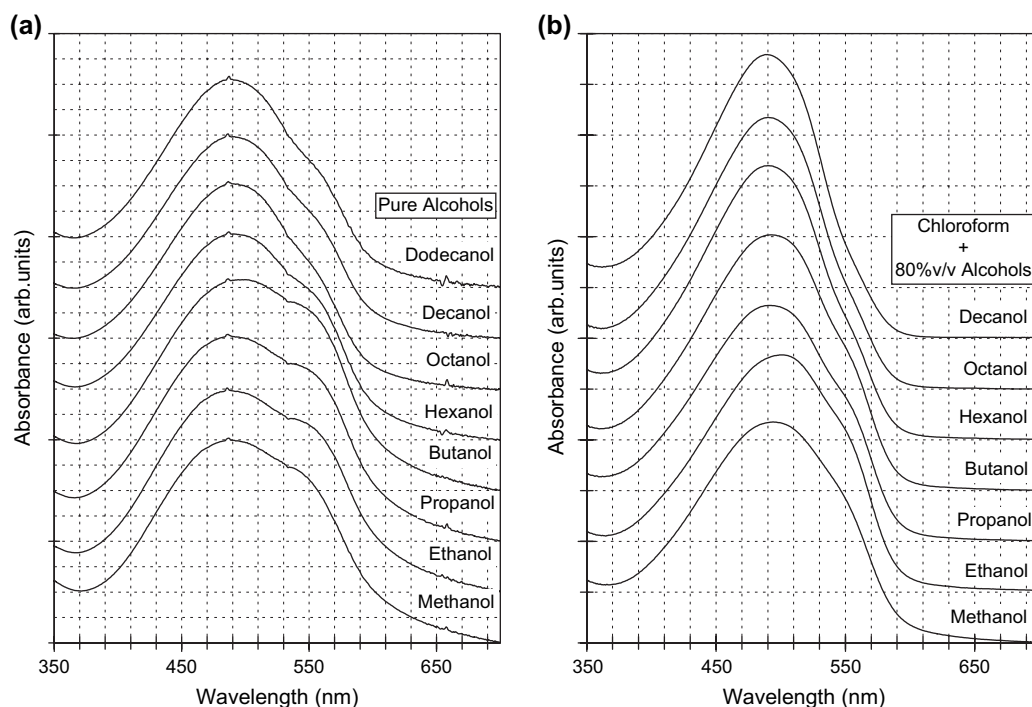 (a)
Absorbance (arb.units)
Pure Alcohols
Dodecanol
Decanol
Octanol
Hexanol
Butanol
Propanol
Ethanol
Methanol
350
450
550
650
Wavelength (nm)
(b)
Absorbance (arb.units)
Chloroform
+
80%v/v Alcohols
Decanol
Octanol
Hexanol
Butanol
Propanol
Ethanol
Methanol
350
450
550
650
Wavelength (nm)